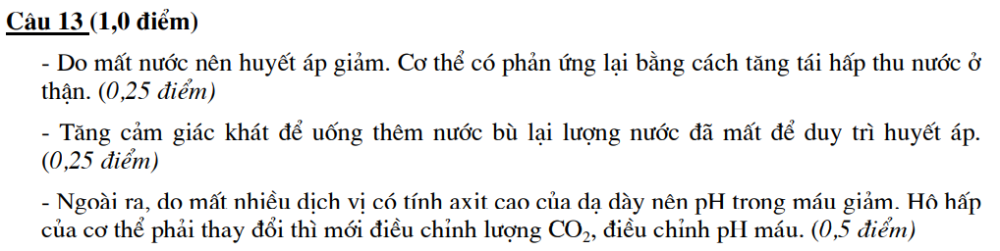 Câu 13 (1,0 điểm)
- Do mất nước nên huyết áp giảm. Cơ thể có phản ứng lại bằng cách tăng tái hấp thu nước ở
thận. (0,25 điểm)
- Tăng cảm giác khát để uống thêm nước bù lại lượng nước đã mất để duy trì huyết áp.
(0,25 điểm)
- Ngoài ra, do mất nhiều dịch vị có tính axit cao của dạ dày nên pH trong máu giảm. Hô hấp
của cơ thể phải thay đổi thì mới điều chỉnh lượng CO₂, điều chỉnh pH máu. (0,5 điểm)